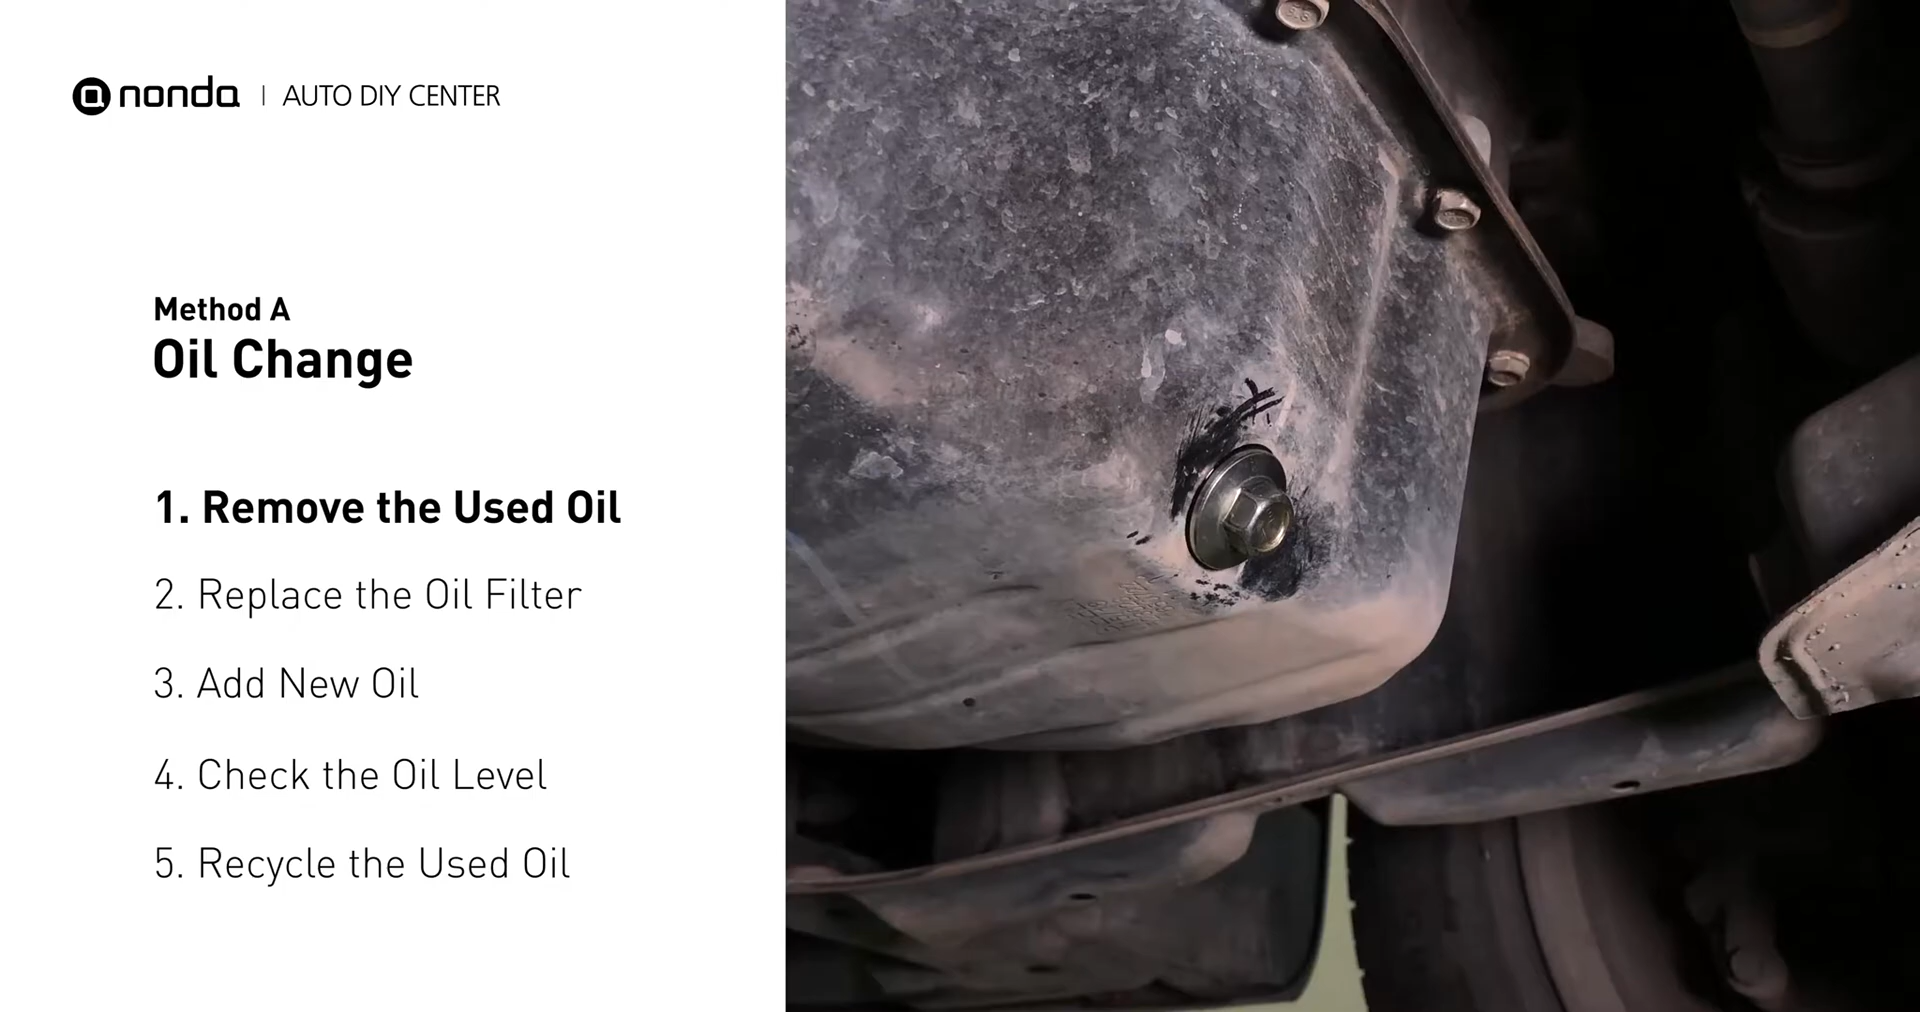 nonda | AUTO DIY CENTER
Method A
Oil Change
1. Remove the Used Oil
2. Replace the Oil Filter
3. Add New Oil
4. Check the Oil Level
5. Recycle the Used Oil